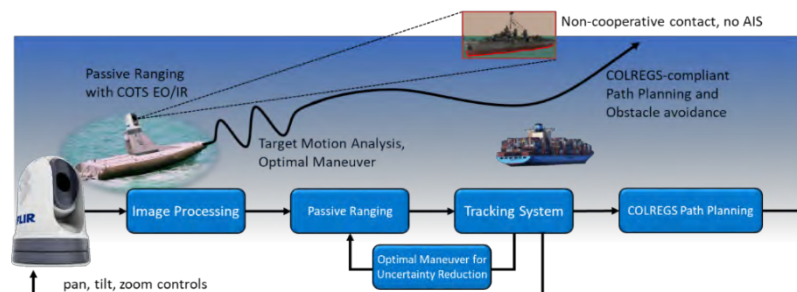 Non-cooperative contact, no AIS
Passive Ranging
with COTS EO/IR
COLREGS-compliant
Path Planning and
Obstacle avoidance
Target Motion Analysis,
Optimal Maneuver
FLIR
Image Processing
Passive Ranging
Tracking System
COLREGS Path Planning
Optimal Maneuver for
Uncertainty Reduction
pan, tilt, zoom controls